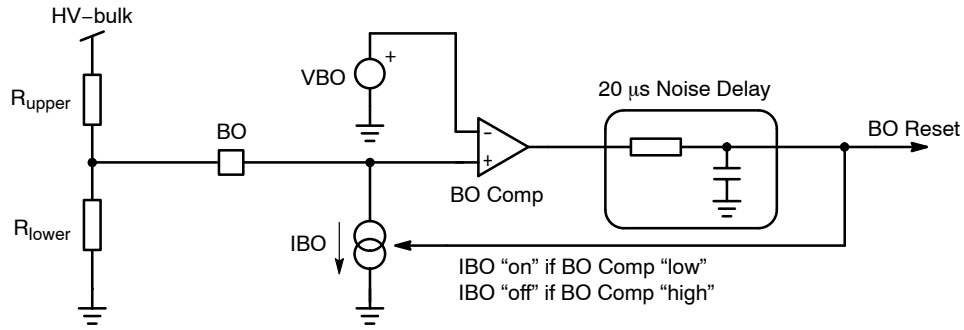 HV−bulk
Rupper
BO
VBO
+
20 μs Noise Delay
BO Reset
−
+
BO Comp
Rlower
IBO
IBO “on” if BO Comp “low”
IBO “off” if BO Comp “high”